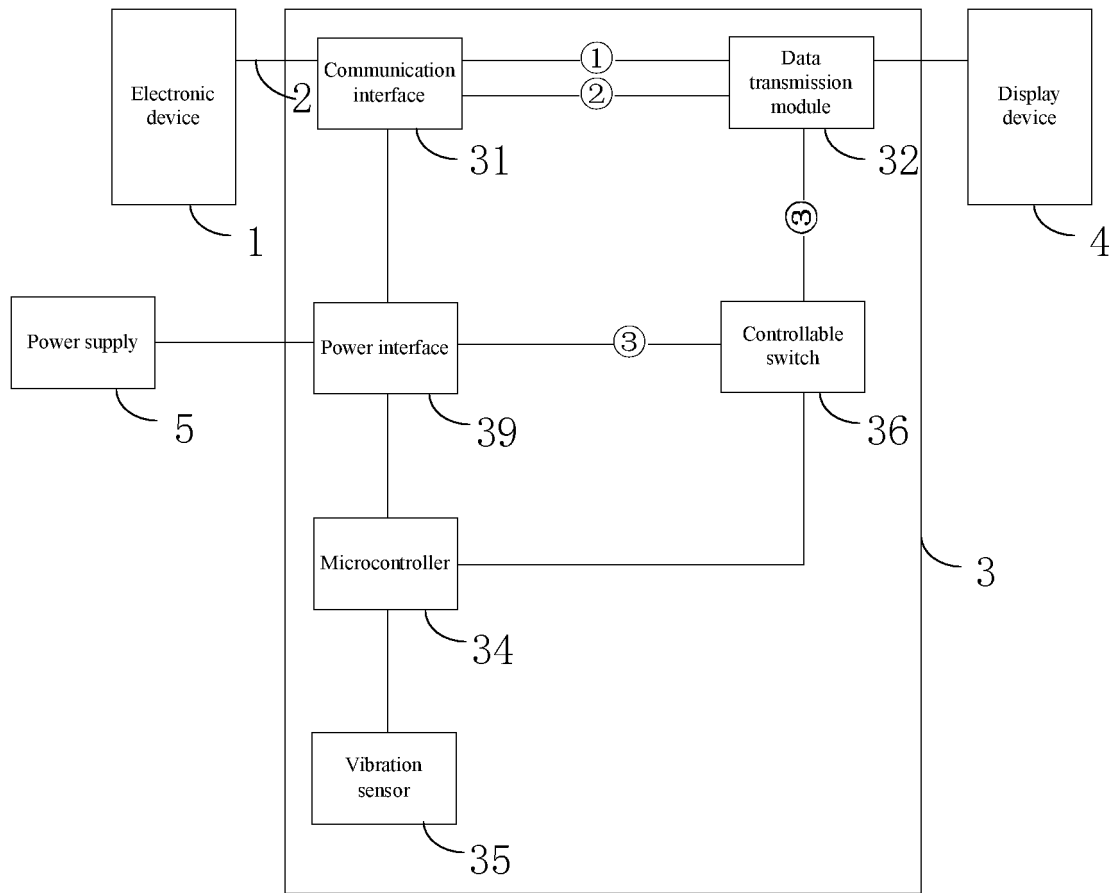 Electronic
device
1
2
Communication
interface
31
①
②
Data
transmission
module
32
Display
device
4
③
Power supply
5
Power interface
39
③
Controllable
switch
36
Microcontroller
34
3
Vibration
sensor
35